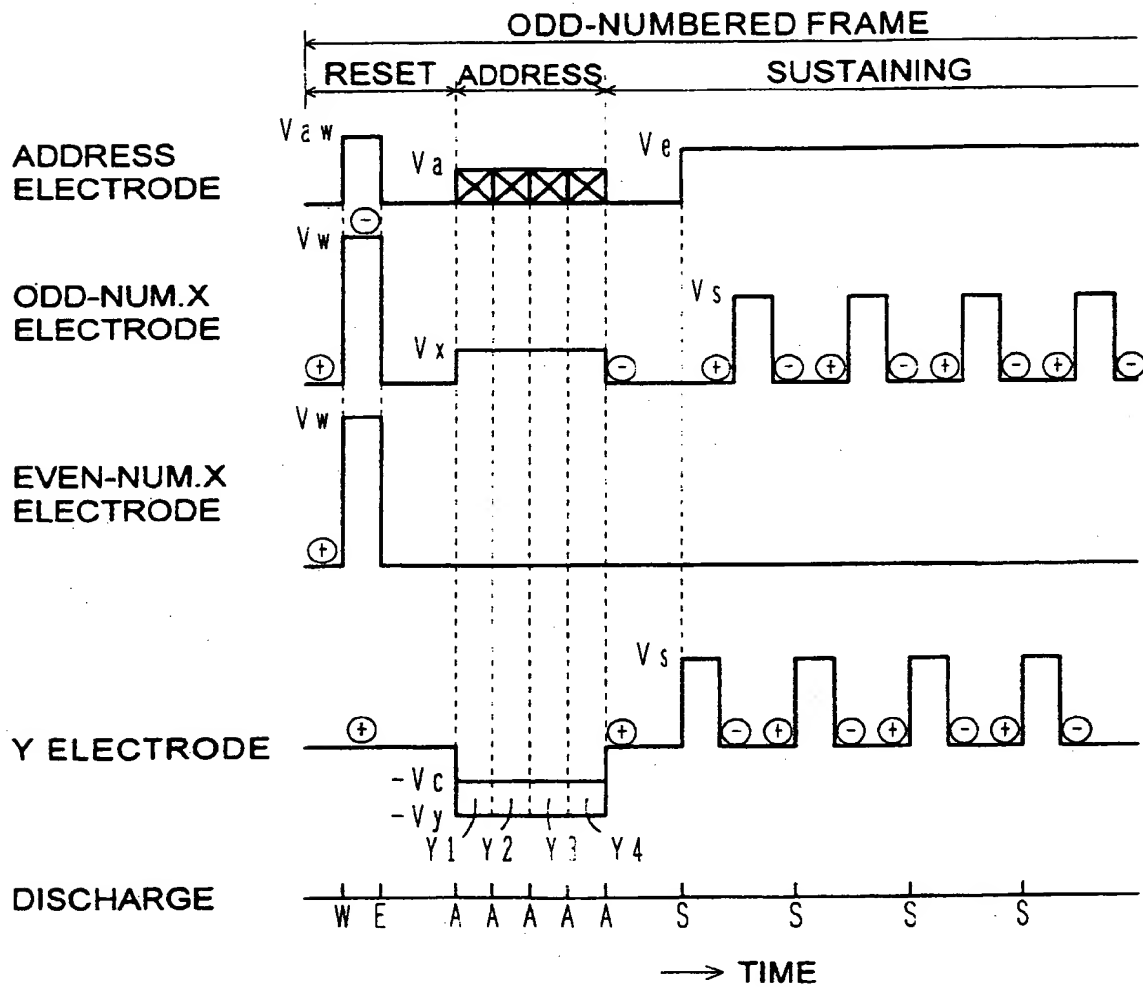 ODD-NUMBERED FRAME
RESET ADDRESS SUSTAINING
Vaw
Va
Ve
ADDRESS
ELECTRODE
-
Vw
ODD-NUM.X
ELECTRODE
Vs
Vx
+ - + - + - + - + -
Vw
EVEN-NUM.X
ELECTRODE
+
Vs
Y ELECTRODE
+ + - + - + - + -
-Vc
-Vy
Y1 Y2 Y3 Y4
DISCHARGE
W E A A A A A S S S S
→ TIME